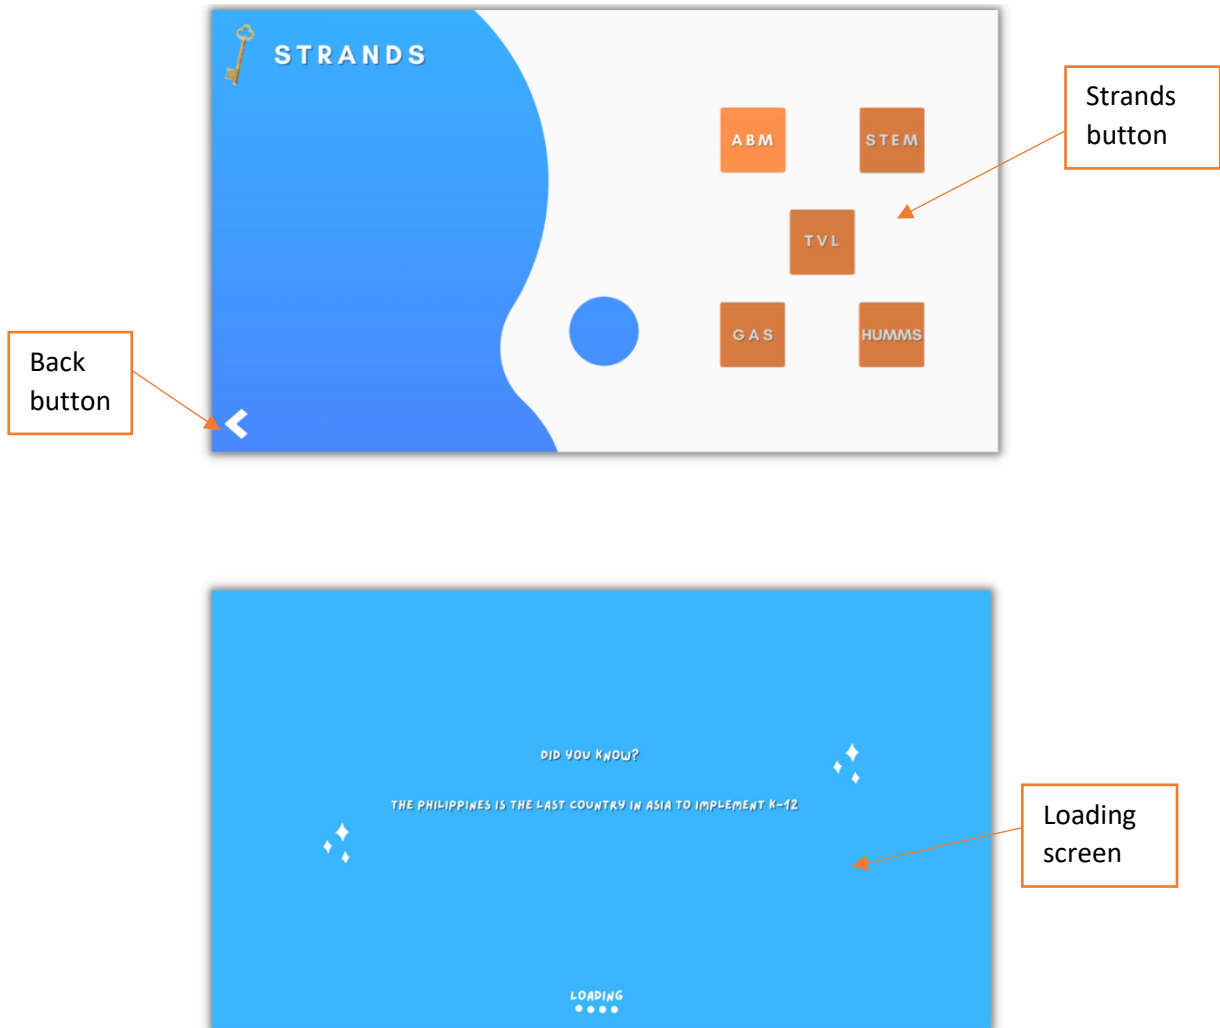 STRANDS
Strands
button
ABM
STEM
TVL
GAS
HUMMS
Back
button
DID YOU KNOW?
THE PHILIPPINES IS THE LAST COUNTRY IN ASIA TO IMPLEMENT K-12
Loading
screen
LOADING